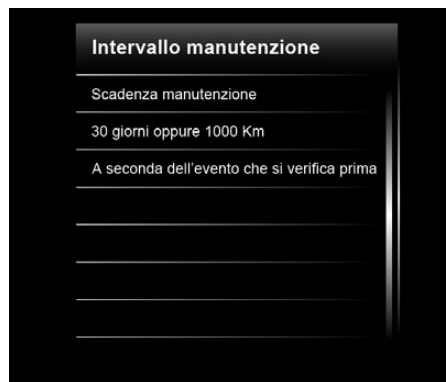 Intervallo manutenzione
Scadenza manutenzione
30 giorni oppure 1000 Km
A seconda dell'evento che si verifica prima